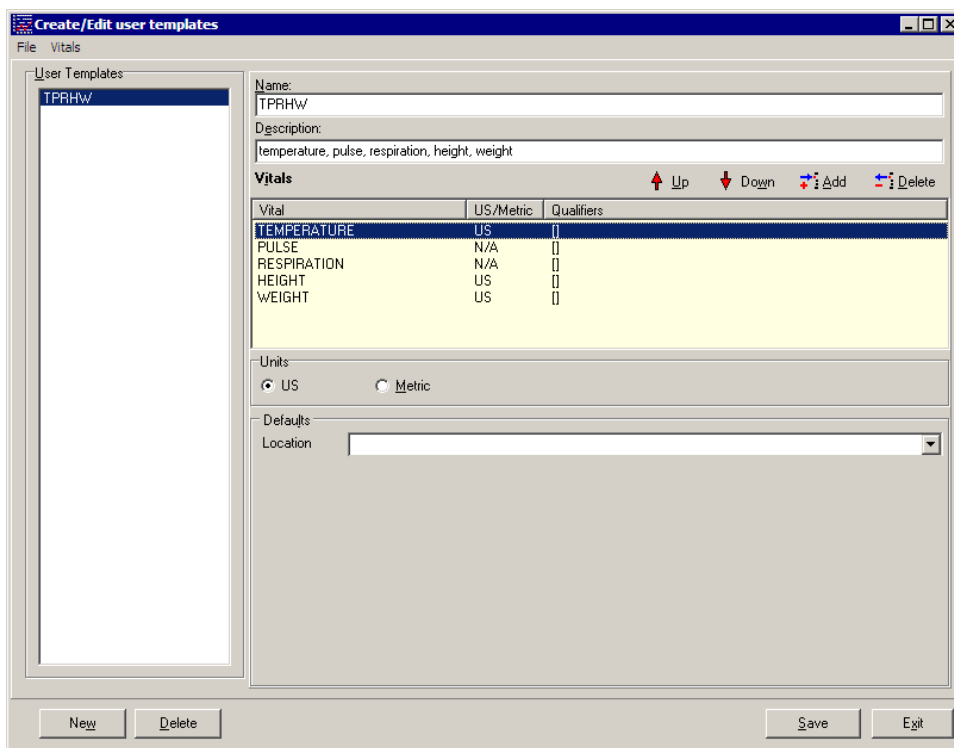 Create/Edit user templates
File Vitals
User Templates
TPRHW
Name:
TPRHW
Description:
temperature, pulse, respiration, height, weight
Vitals Up Down Add Delete
Vital US/Metric Qualifiers
TEMPERATURE US []
PULSE N/A []
RESPIRATION N/A []
HEIGHT US []
WEIGHT US []
Units
US Metric
Defaults
Location
New Delete Save Exit